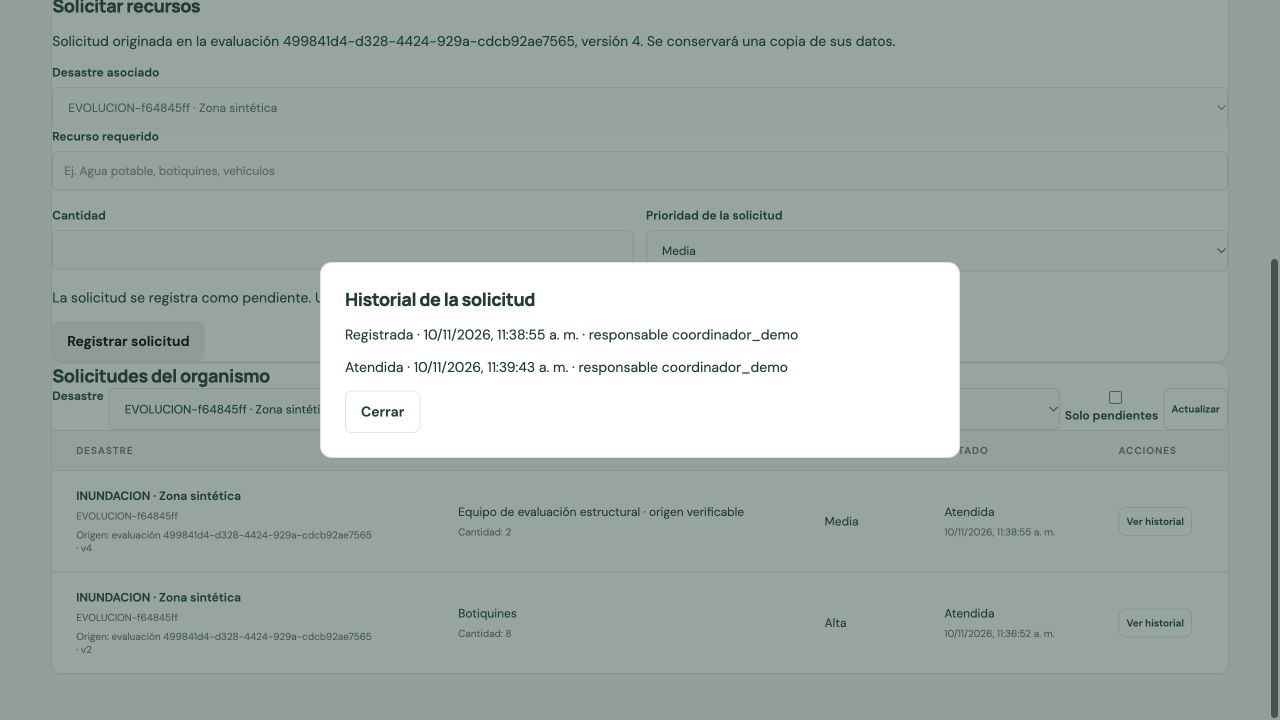 Solicitar recursos
Solicitud originada en la evaluación 499841d4-d328-4424-929a-cdcb92ae7565, versión 4. Se conservará una copia de sus datos.
Desastre asociado
EVOLUCION-f64845ff · Zona sintética
Recurso requerido
Ej. Agua potable, botiquines, vehículos
Cantidad
Prioridad de la solicitud
Media
La solicitud se registra como pendiente.
Registrar solicitud
Historial de la solicitud
Registrada · 10/11/2026, 11:38:55 a. m. · responsable coordinador_demo
Atendida · 10/11/2026, 11:39:43 a. m. · responsable coordinador_demo
Cerrar
Solicitudes del organismo
Desastre
EVOLUCION-f64845ff · Zona
Solo pendientes
Actualizar
DESASTRE
ACCIONES
INUNDACION · Zona sintética
EVOLUCION-f64845ff
Origen: evaluación 499841d4-d328-4424-929a-cdcb92ae7565
· v4
Equipo de evaluación estructural · origen verificable
Cantidad: 2
Media
Atendida
10/11/2026, 11:38:55 a. m.
Ver historial
INUNDACION · Zona sintética
EVOLUCION-f64845ff
Origen: evaluación 499841d4-d328-4424-929a-cdcb92ae7565
· v2
Botiquines
Cantidad: 8
Alta
Atendida
10/11/2026, 11:36:52 a. m.
Ver historial